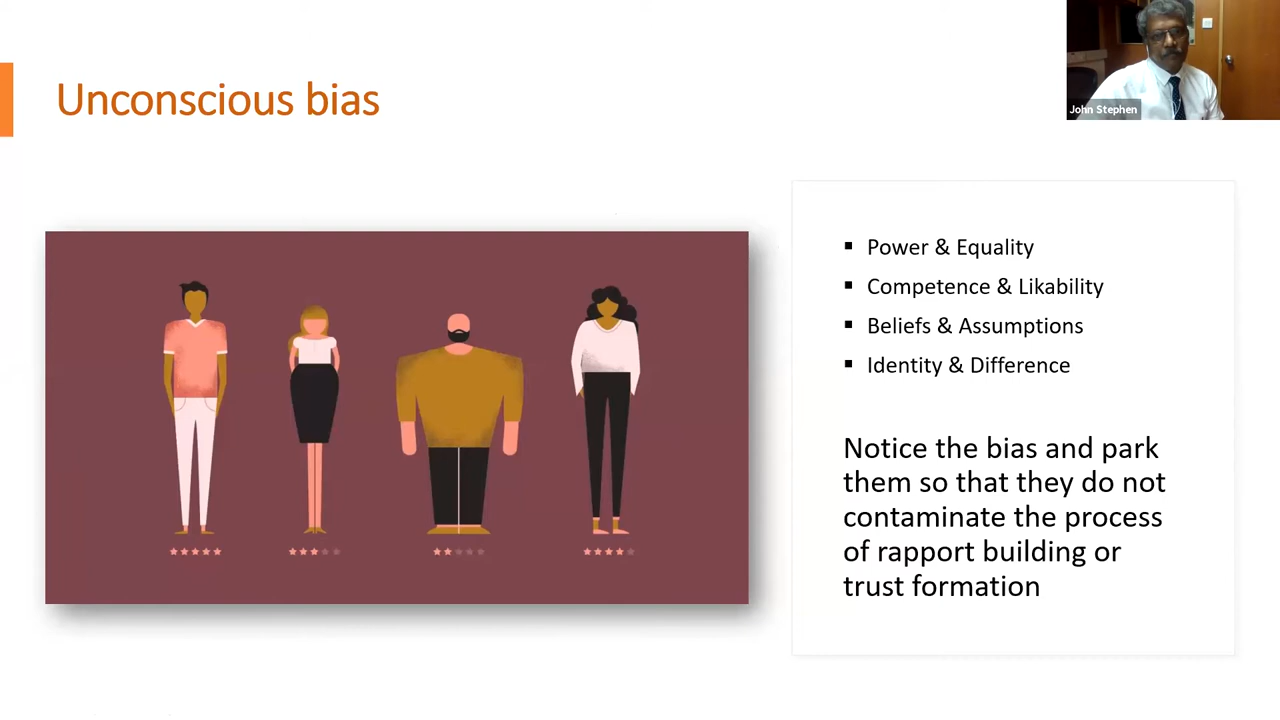 Unconscious bias
John Stephen
▪ Power & Equality
▪ Competence & Likability
▪ Beliefs & Assumptions
▪ Identity & Difference
Notice the bias and park
them so that they do not
contaminate the process
of rapport building or
trust formation